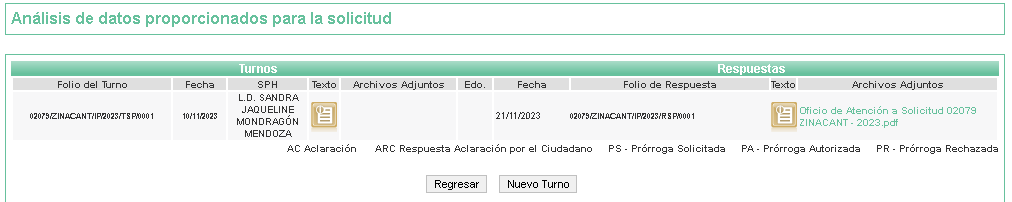 Análisis de datos proporcionados para la solicitud
Turnos Respuestas
Folio del Turno Fecha SPH Texto Archivos Adjuntos Edo. Fecha Folio de Respuesta Texto Archivos Adjuntos
02079/ZINACANT/IP/2023/TSP/0001 10/11/2023 L.D. SANDRA JAQUELINE MONDRAGÓN MENDOZA 21/11/2023 02079/ZINACANT/IP/2023/RSP/0001 Oficio de Atención a Solicitud 02079 ZINACANT - 2023.pdf
AC Aclaración ARC Respuesta Aclaración por el Ciudadano PS - Prórroga Solicitada PA - Prórroga Autorizada PR - Prórroga Rechazada
Regresar Nuevo Turno